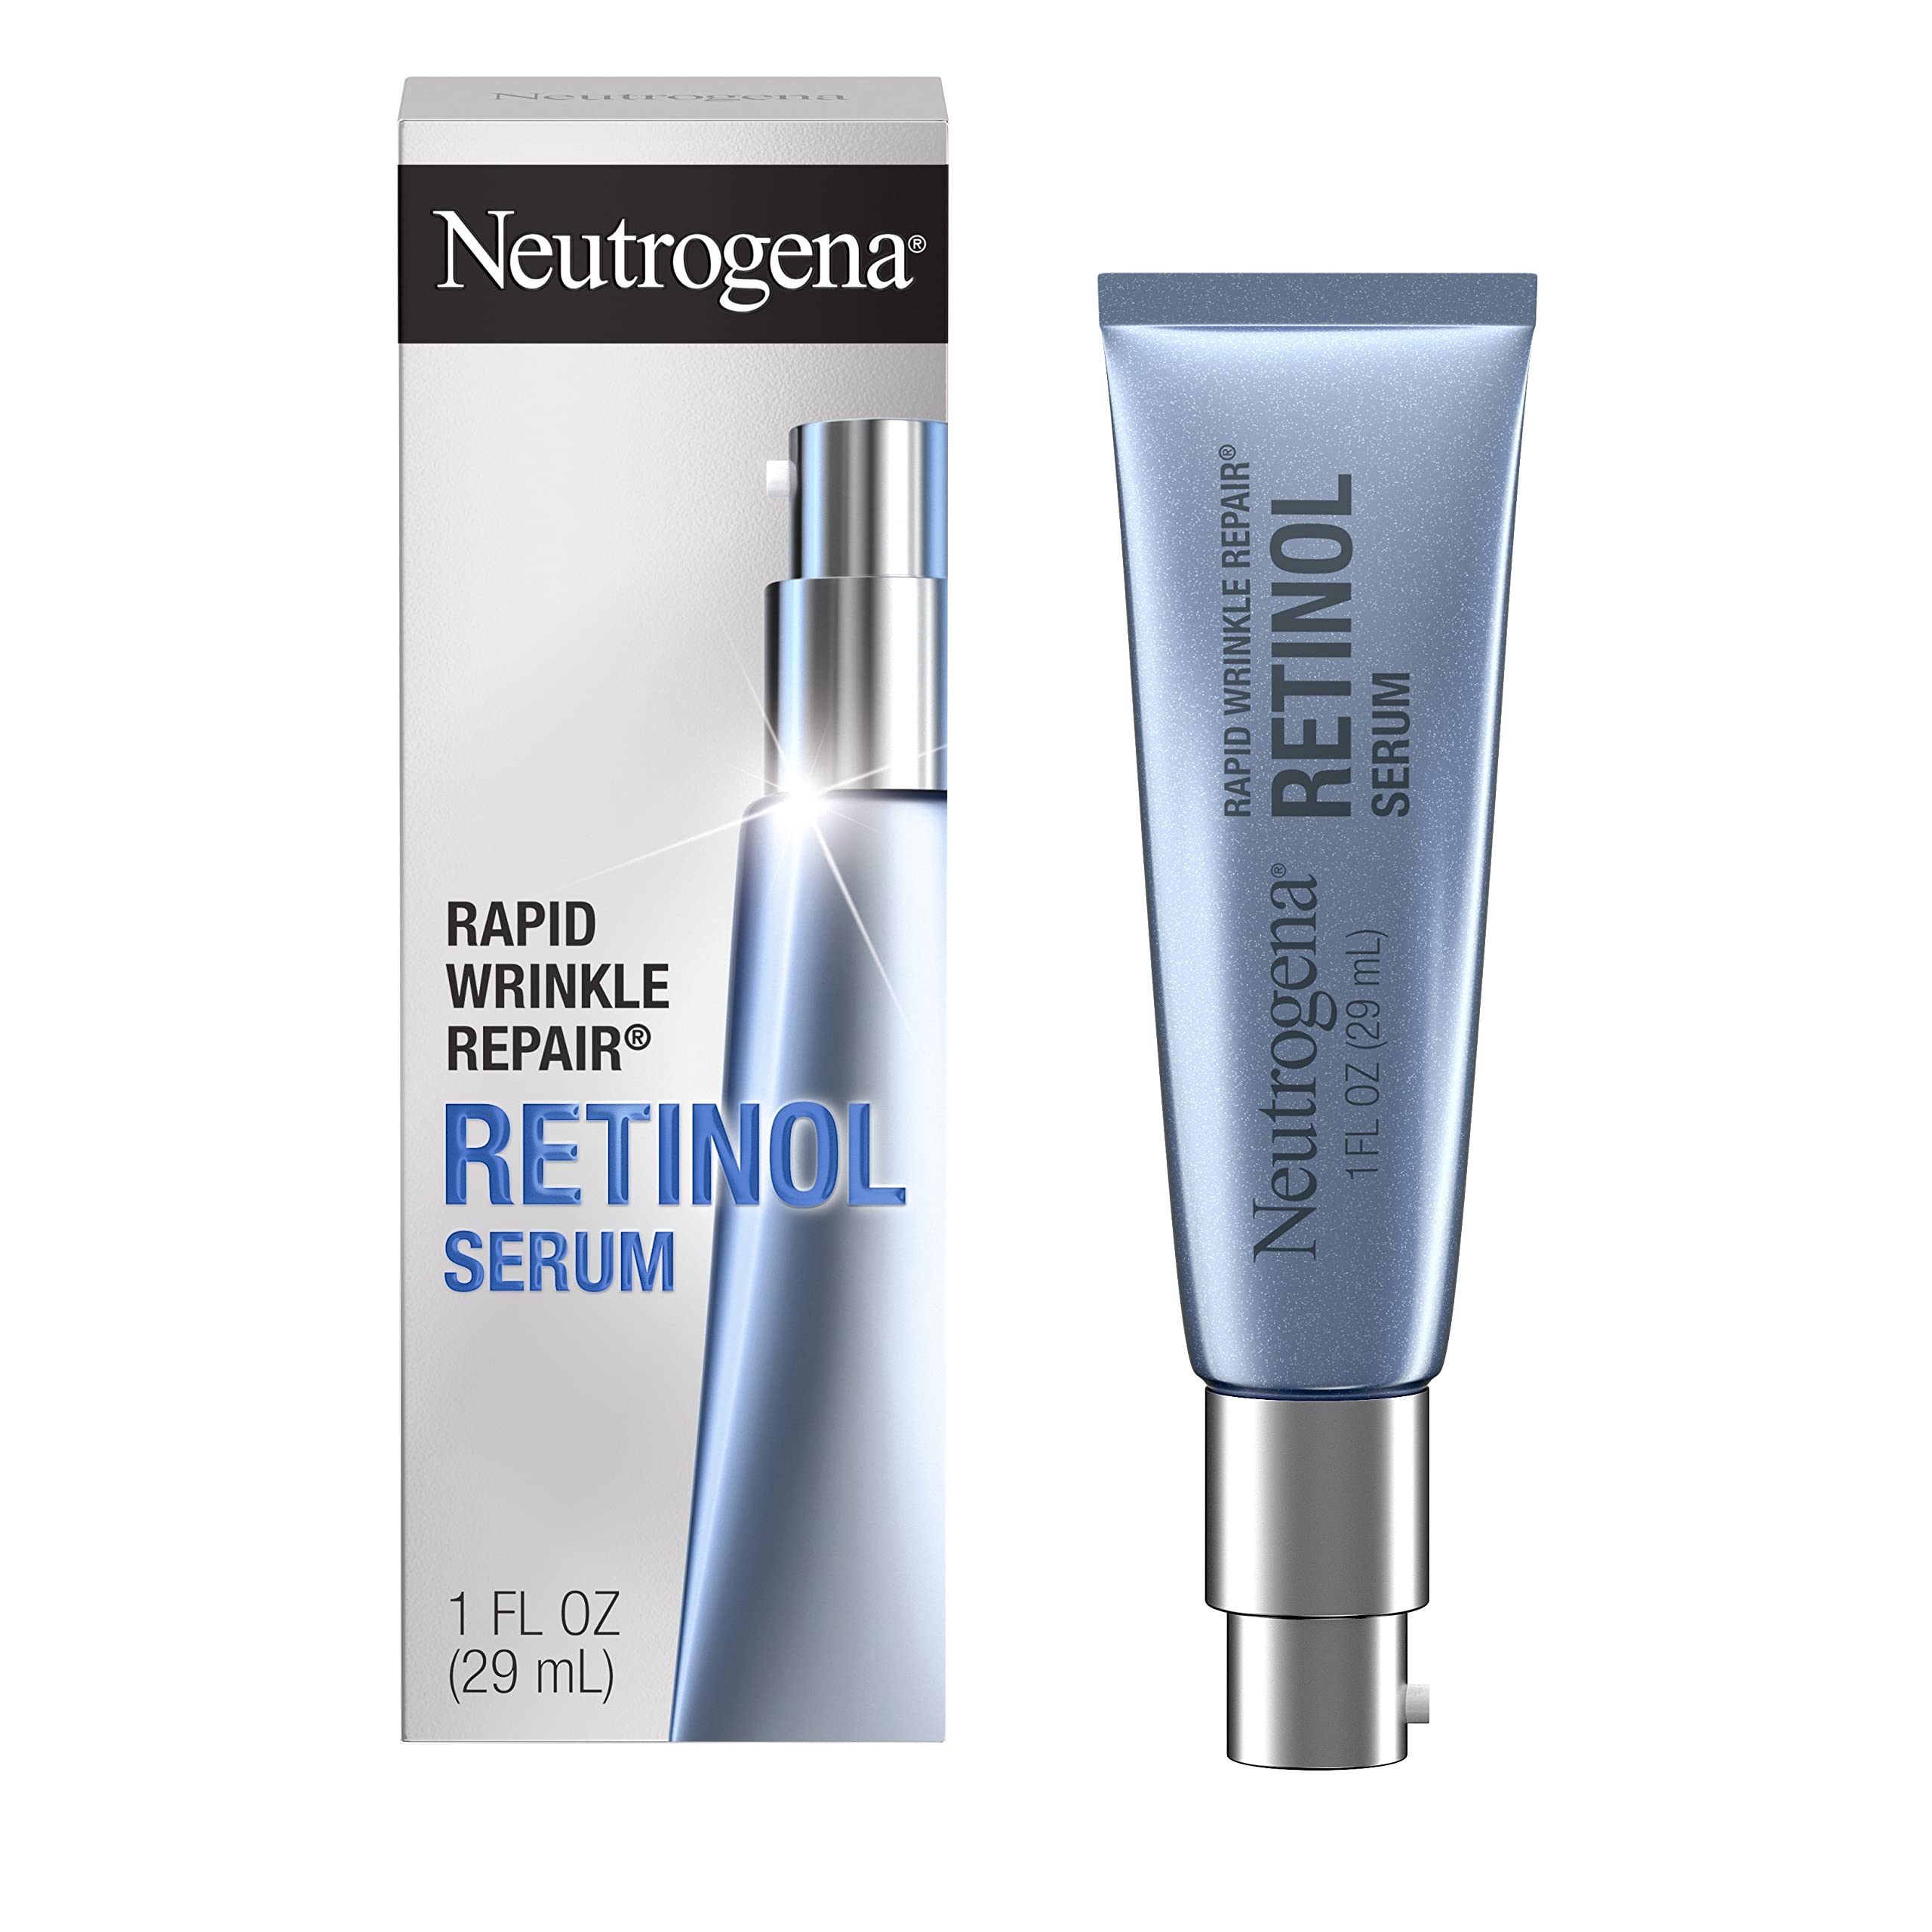 Neutrogena
Neutrogena®
RAPID
WRINKLE
REPAIR®
RETINOL
SERUM
1 FL OZ
(29 mL)
RAPID WRINKLE REPAIR®
RETINOL
SERUM
Neutrogena®
1 FL OZ (29 mL)